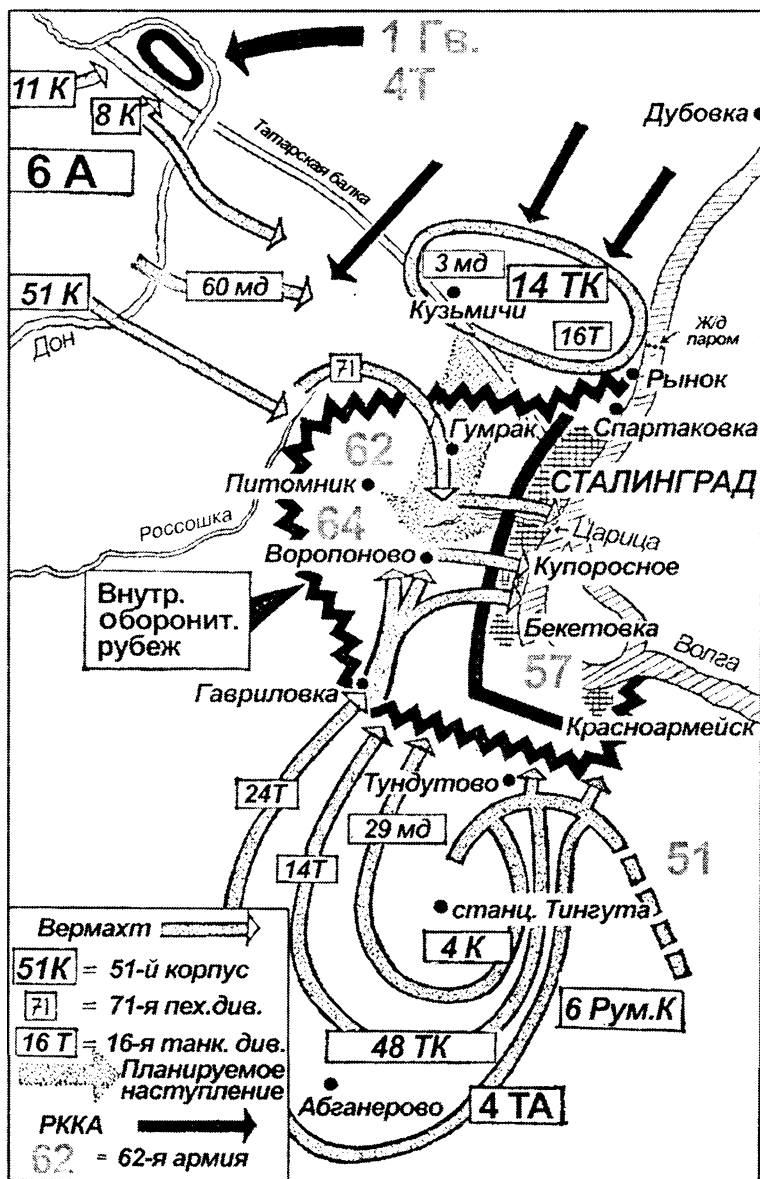 1 Гв.
4Т
11 К
8 К
Дубовка
6 А
Татарская балка
3 мд
14 ТК
51 К
60 мд
Кузьмичи
16Т
Ж/д
паром
Дон
71
Рынок
Гумрак
Спартаковка
62
СТАЛИНГРАД
Питомник
Россошка
64
Царица
Воропоново
Купоросное
Внутр.
оборонит.
рубеж
Бекетовка
Волга
57
Гавриловка
Красноармейск
Тундутово
24Т
29 мд
14Т
51
станц. Тингута
4 К
6 Рум.К
48 ТК
Абганерово
4 ТА
Вермахт
51К = 51-й корпус
71 = 71-я пех.див.
16 Т = 16-я танк. див.
Планируемое
наступление
РККА
62 = 62-я армия